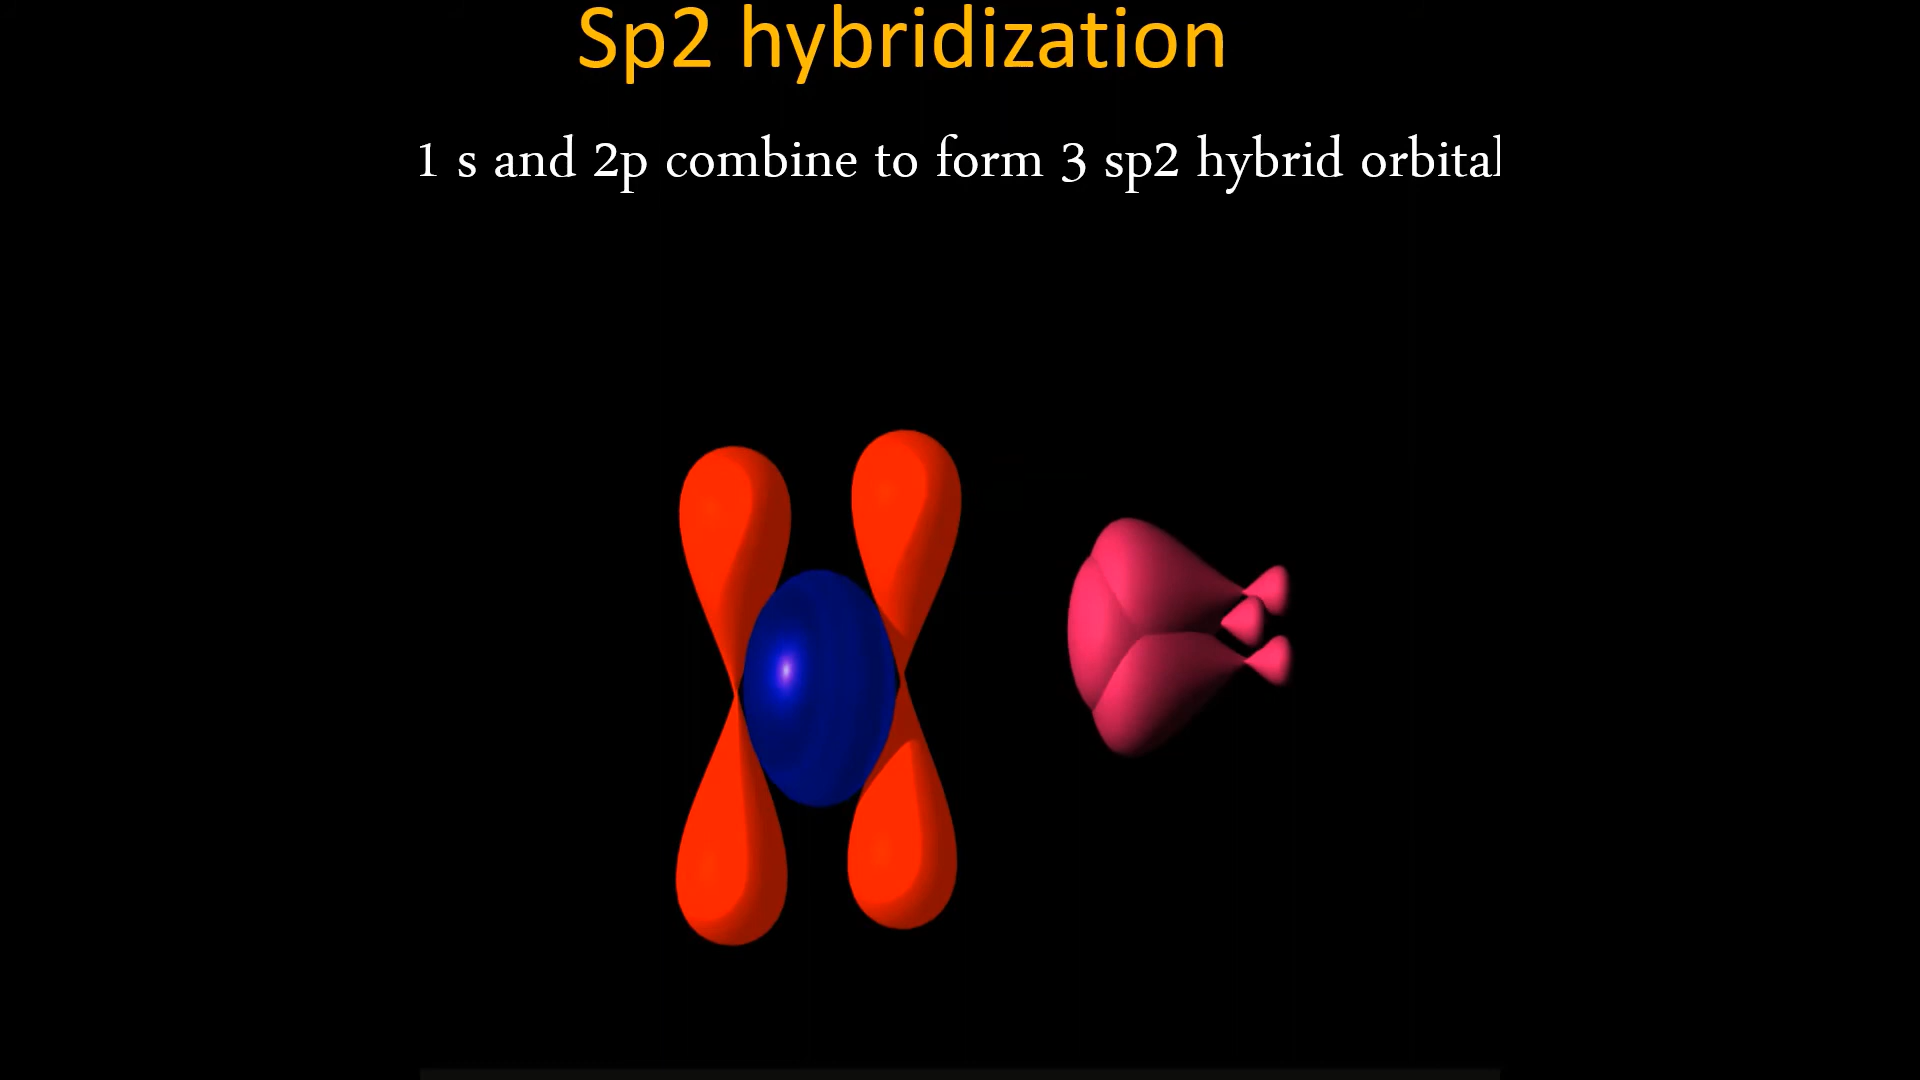 Sp2 hybridization
1 s and 2p combine to form 3 sp2 hybrid orbital